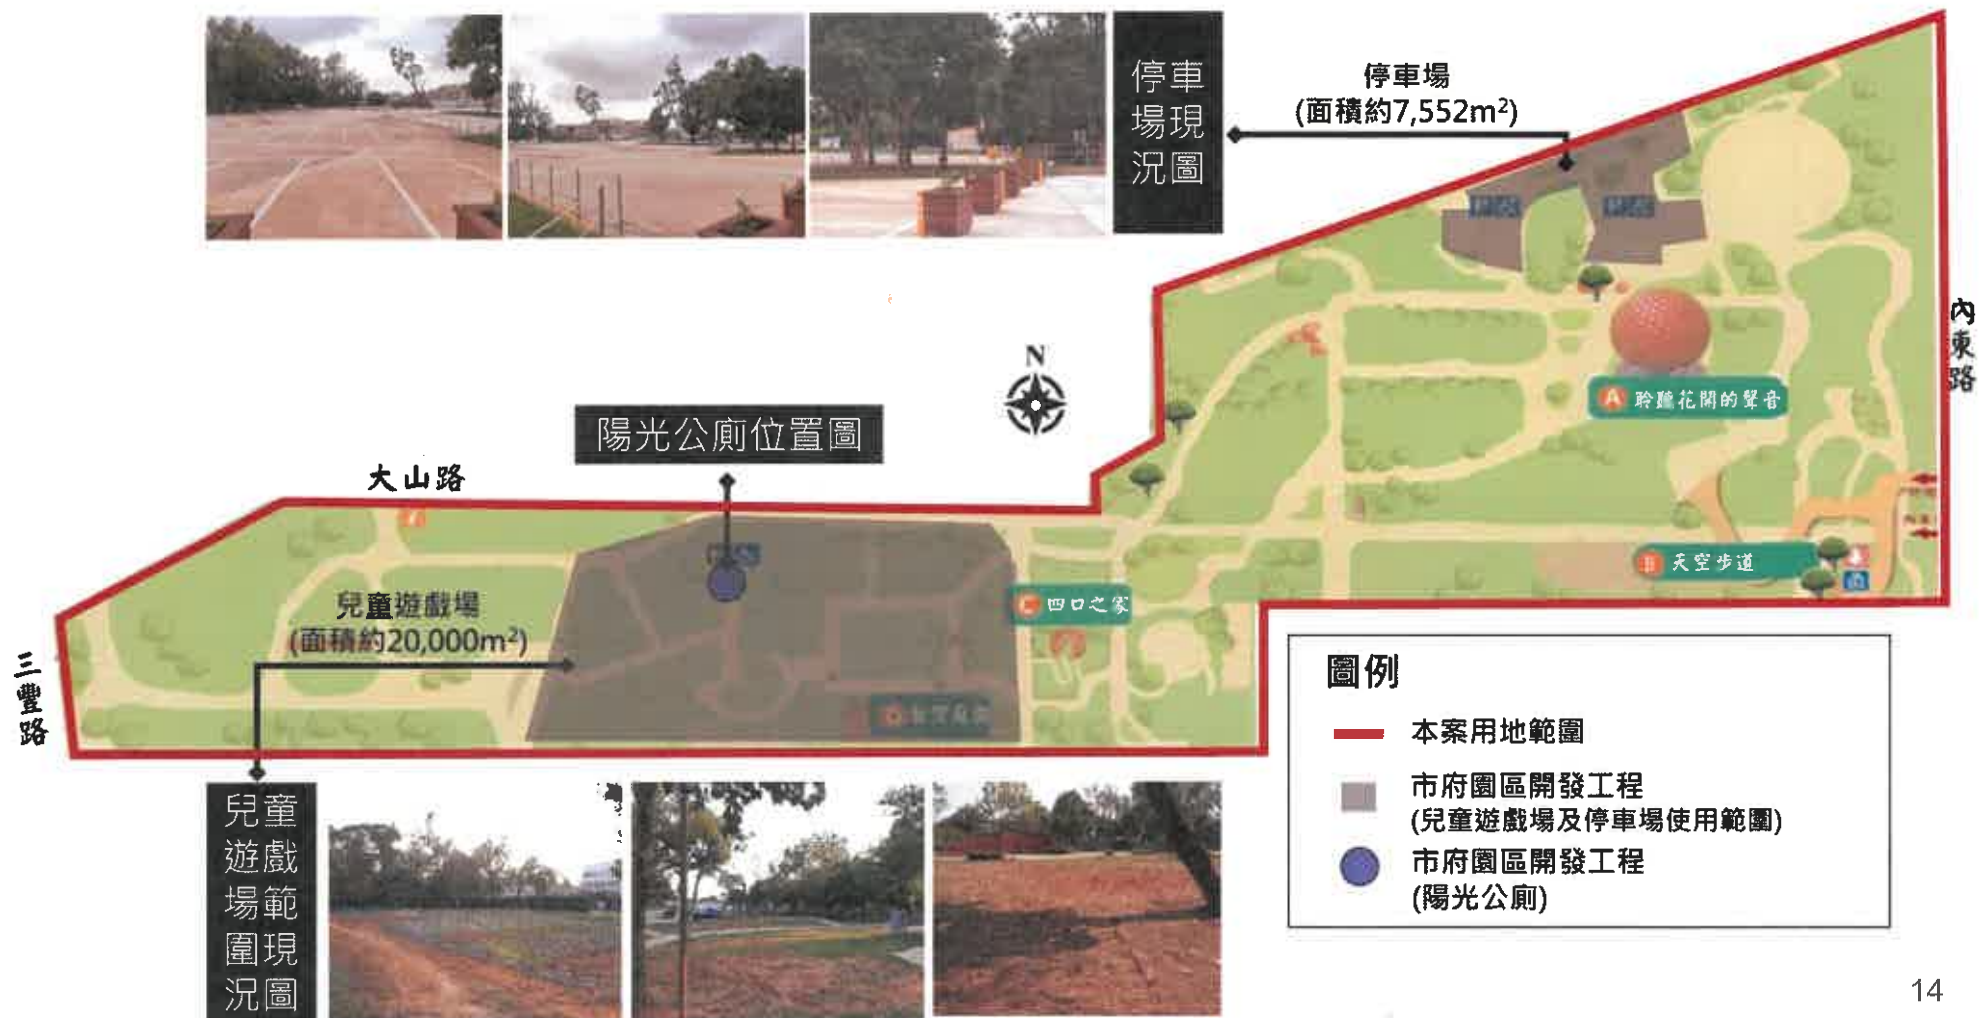 停車
場現
況圖
停車場
(面積約7,552m²)
內東路
N
A 聆聽花開的聲音
陽光公廁位置圖
大山路
B 天空步道
兒童遊戲場
(面積約20,000m²)
C 四口之家
三豐路
圖例
本案用地範圍
市府園區開發工程
(兒童遊戲場及停車場使用範圍)
市府園區開發工程
(陽光公廁)
兒童
遊戲
場範
圍現
況圖
14